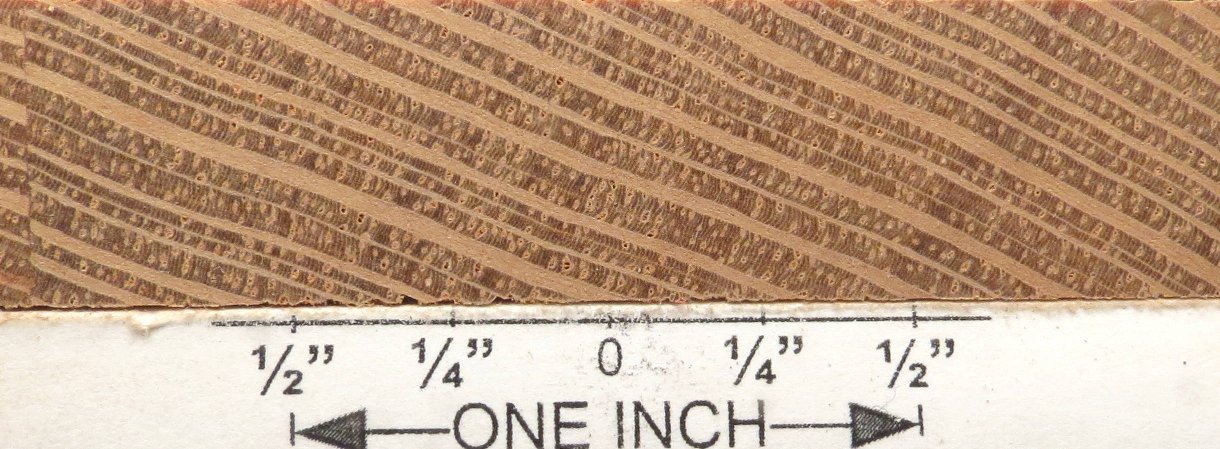 1/2” 1/4” 0 1/4” 1/2”
ONE INCH